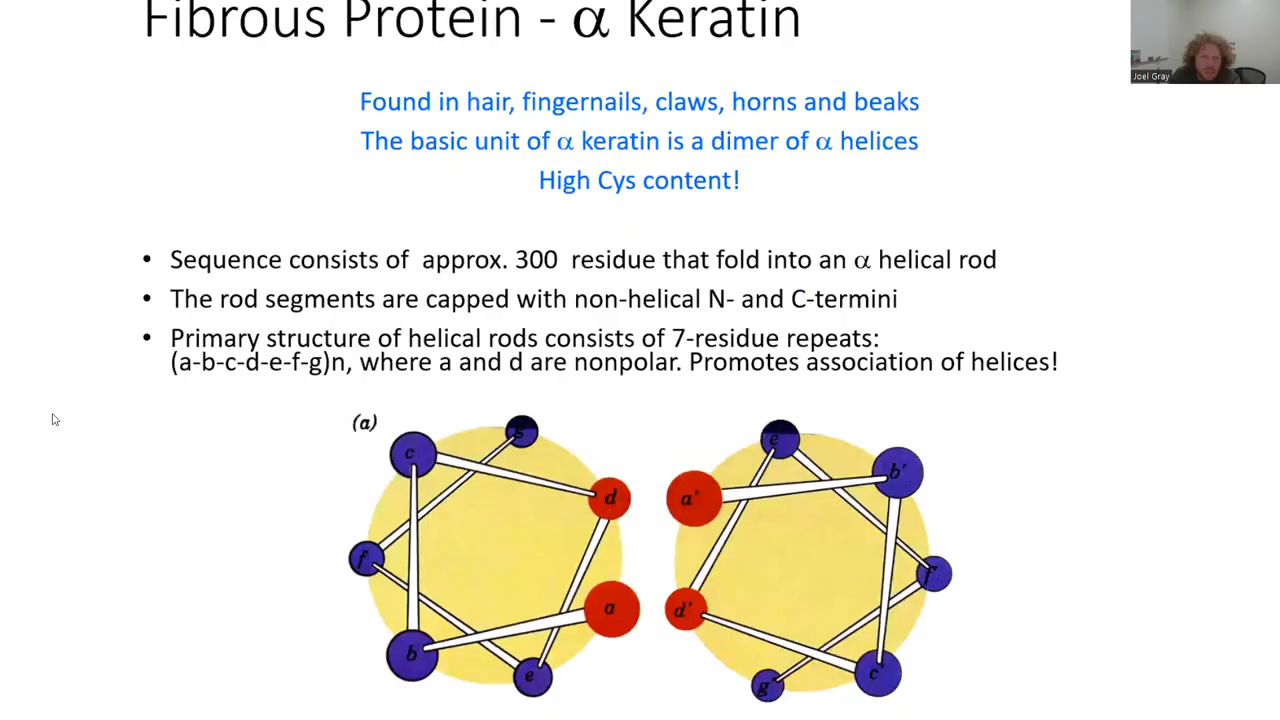 Fibrous Protein - α Keratin
Joel Gray
Found in hair, fingernails, claws, horns and beaks
The basic unit of α keratin is a dimer of α helices
High Cys content!
• Sequence consists of approx. 300 residue that fold into an α helical rod
• The rod segments are capped with non-helical N- and C-termini
• Primary structure of helical rods consists of 7-residue repeats:
(a-b-c-d-e-f-g)n, where a and d are nonpolar. Promotes association of helices!
(a)
c
g
d
f
a
b
e
e'
b'
a'
f'
d'
c'
g'